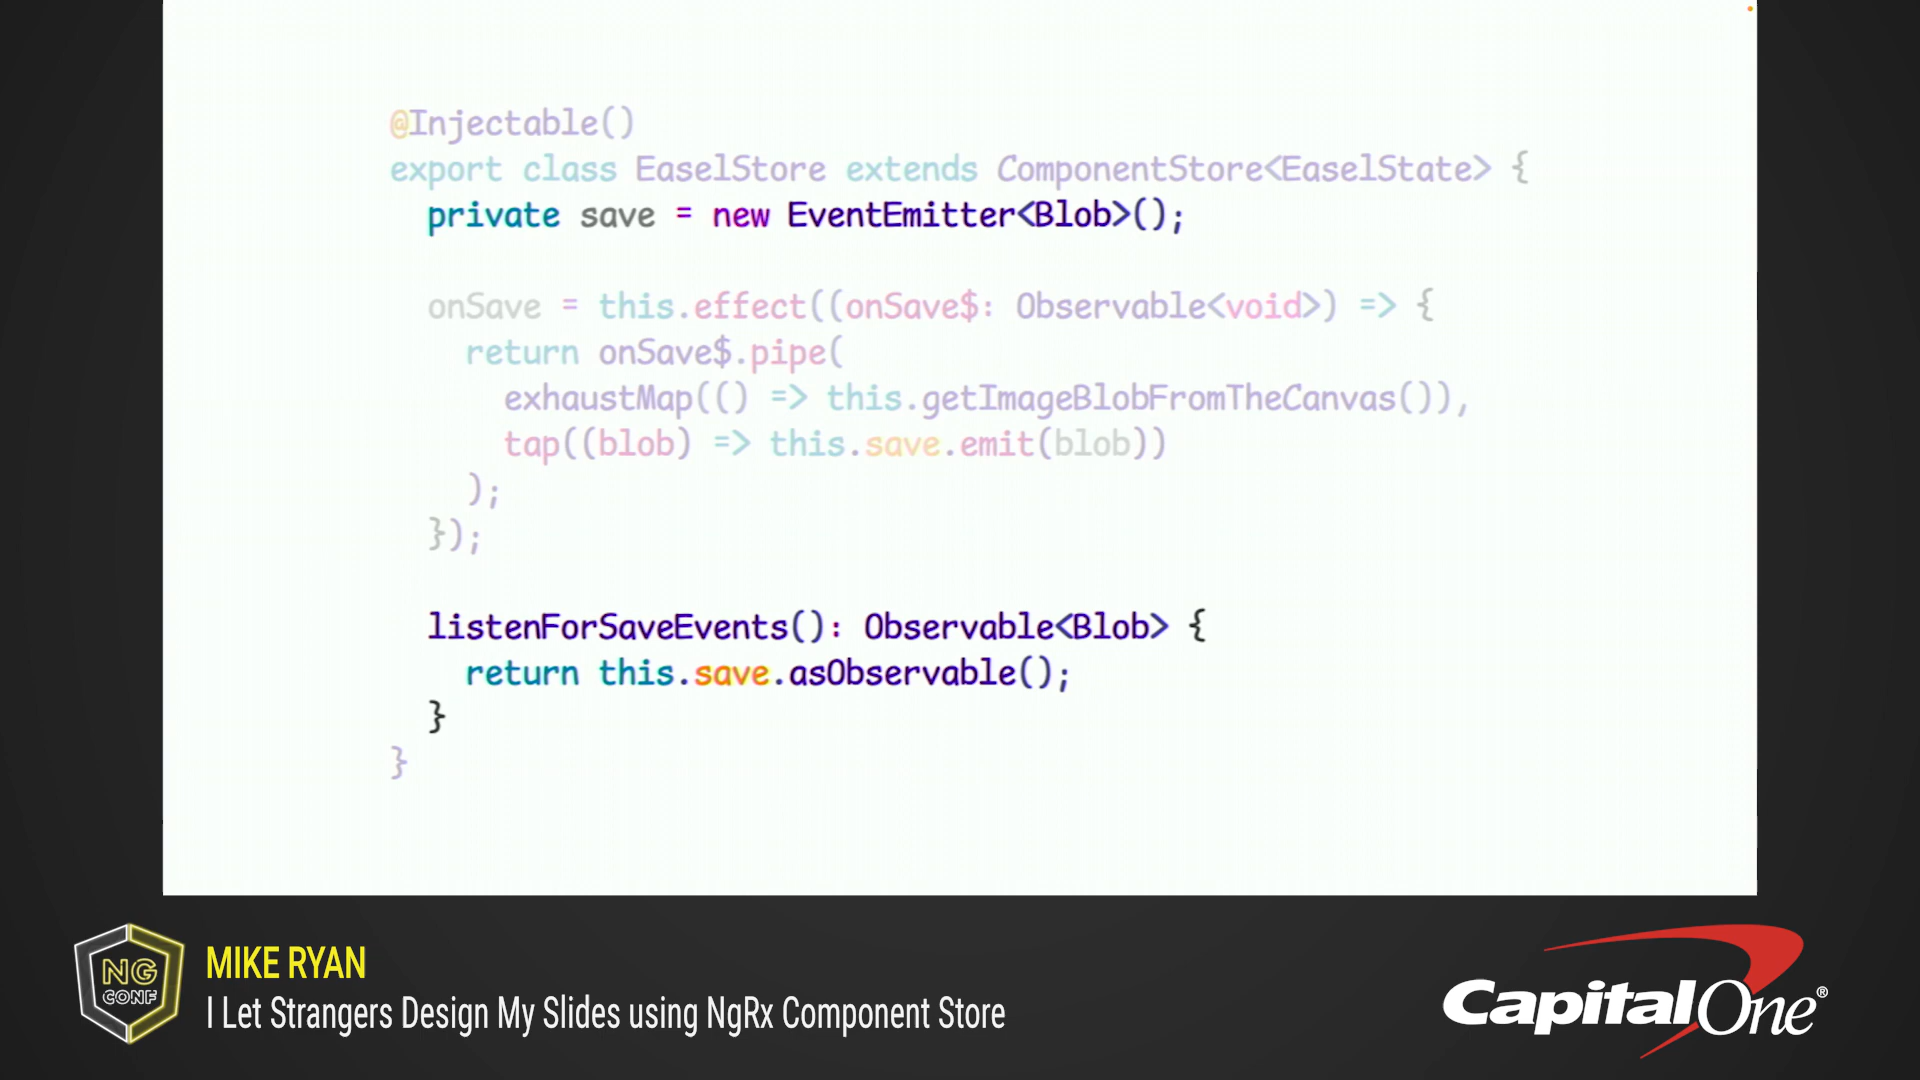 @Injectable()
export class EaselStore extends ComponentStore<EaselState> {
private save = new EventEmitter<Blob>();
onSave = this.effect((onSave$: Observable<void>) => {
return onSave$.pipe(
exhaustMap(() => this.getImageBlobFromTheCanvas()),
tap((blob) => this.save.emit(blob))
);
});
listenForSaveEvents(): Observable<Blob> {
return this.save.asObservable();
}
}
NG
CONF
MIKE RYAN
I Let Strangers Design My Slides using NgRx Component Store
CapitalOne®